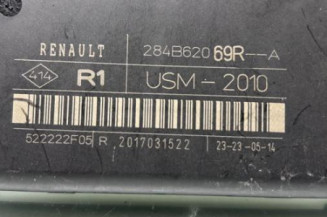 RENAULT 284B620 69R--A
414 R1 USM - 2010
522222F05 R 2017031522 23-23-05-14